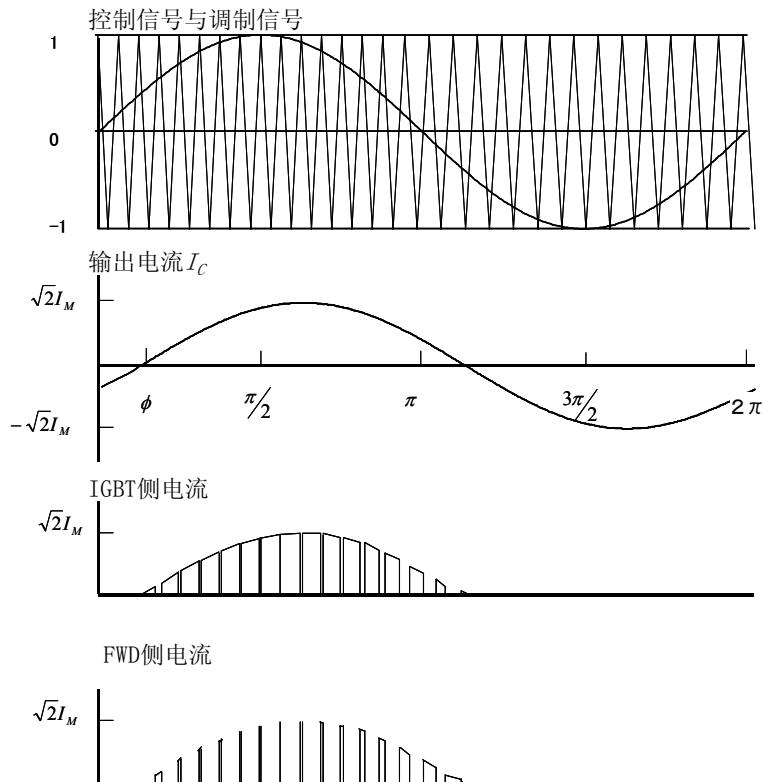 控制信号与调制信号
1
0
-1
输出电流I_C
√2I_M
φ
π/2
π
3π/2
2π
-√2I_M
IGBT侧电流
√2I_M
FWD侧电流
√2I_M